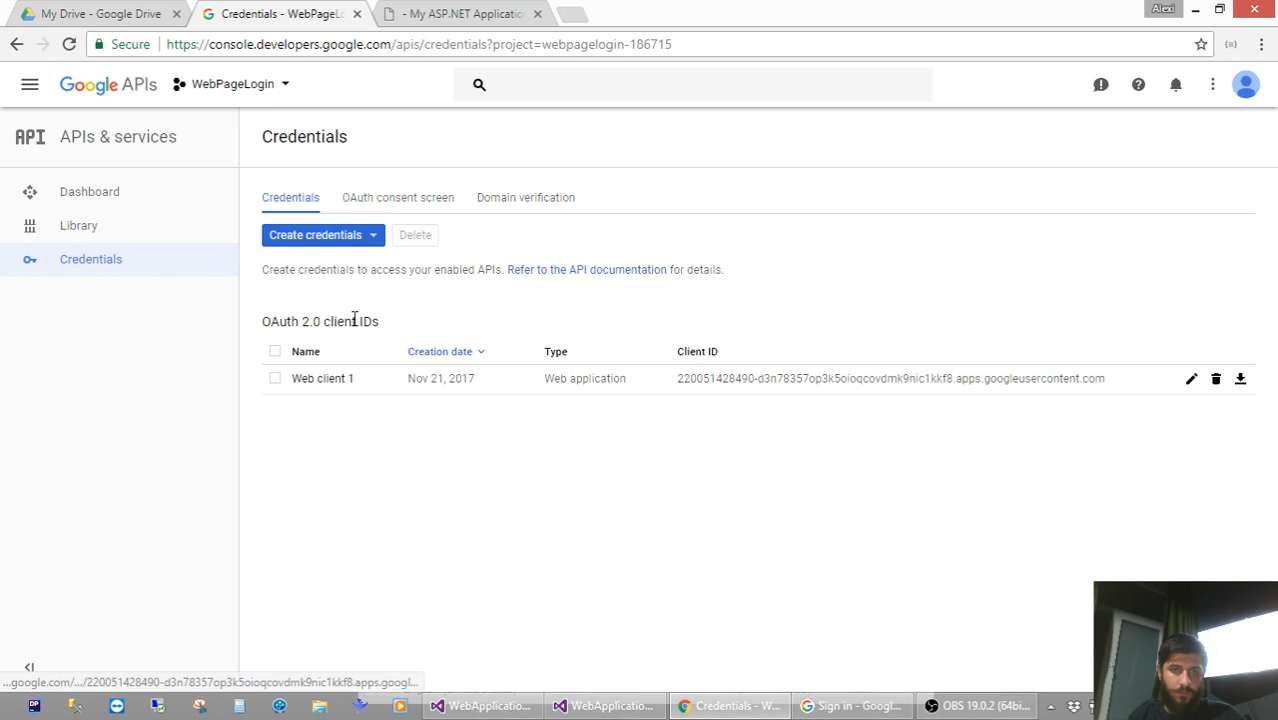 My Drive - Google Drive
Credentials - WebPageLo
- My ASP.NET Application
Alexi
Secure
https://console.developers.google.com/apis/credentials?project=webpagelogin-186715
Google APIs
WebPageLogin
API APIs & services
Credentials
Dashboard
Library
Credentials
Credentials
OAuth consent screen
Domain verification
Create credentials
Delete
Create credentials to access your enabled APIs. Refer to the API documentation for details.
OAuth 2.0 client IDs
Name
Creation date
Type
Client ID
Web client 1
Nov 21, 2017
Web application
220051428490-d3n78357op3k5oioqcovdmk9nic1kkf8.apps.googleusercontent.com
...google.com/.../220051428490-d3n78357op3k5oioqcovdmk9nic1kkf8.apps.googl...
WebApplicatio...
WebApplicatio...
Credentials - W...
Sign in - Googl...
OBS 19.0.2 (64bi...